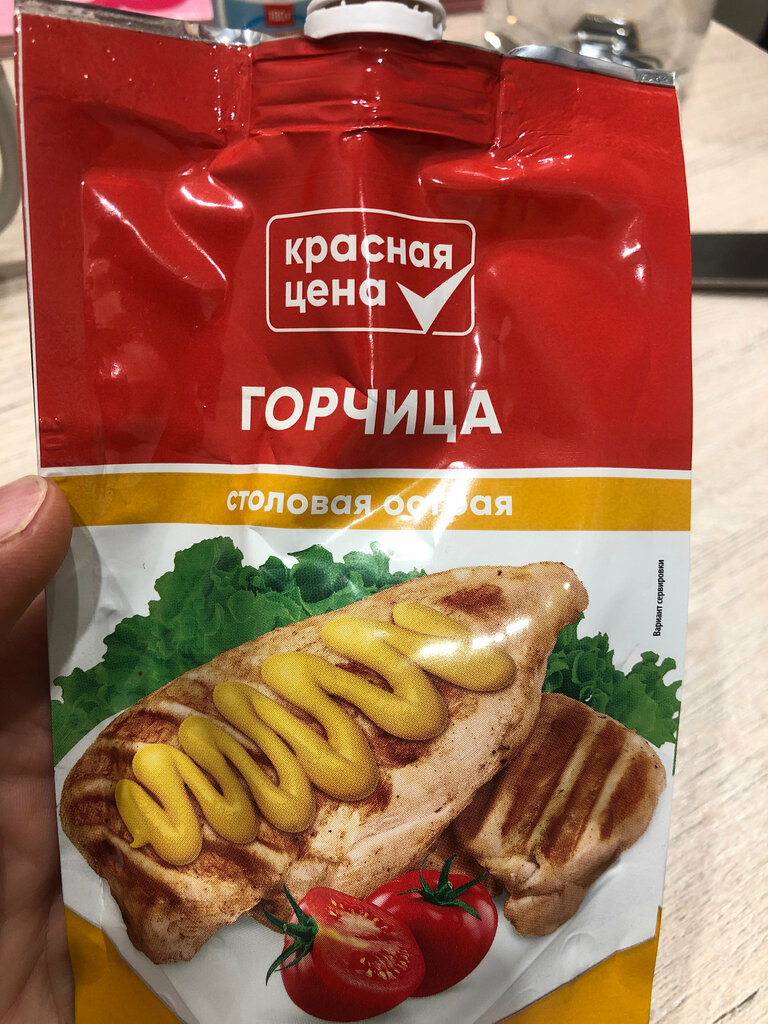 красная
цена
ГОРЧИЦА
столовая острая
Вариант сервировки